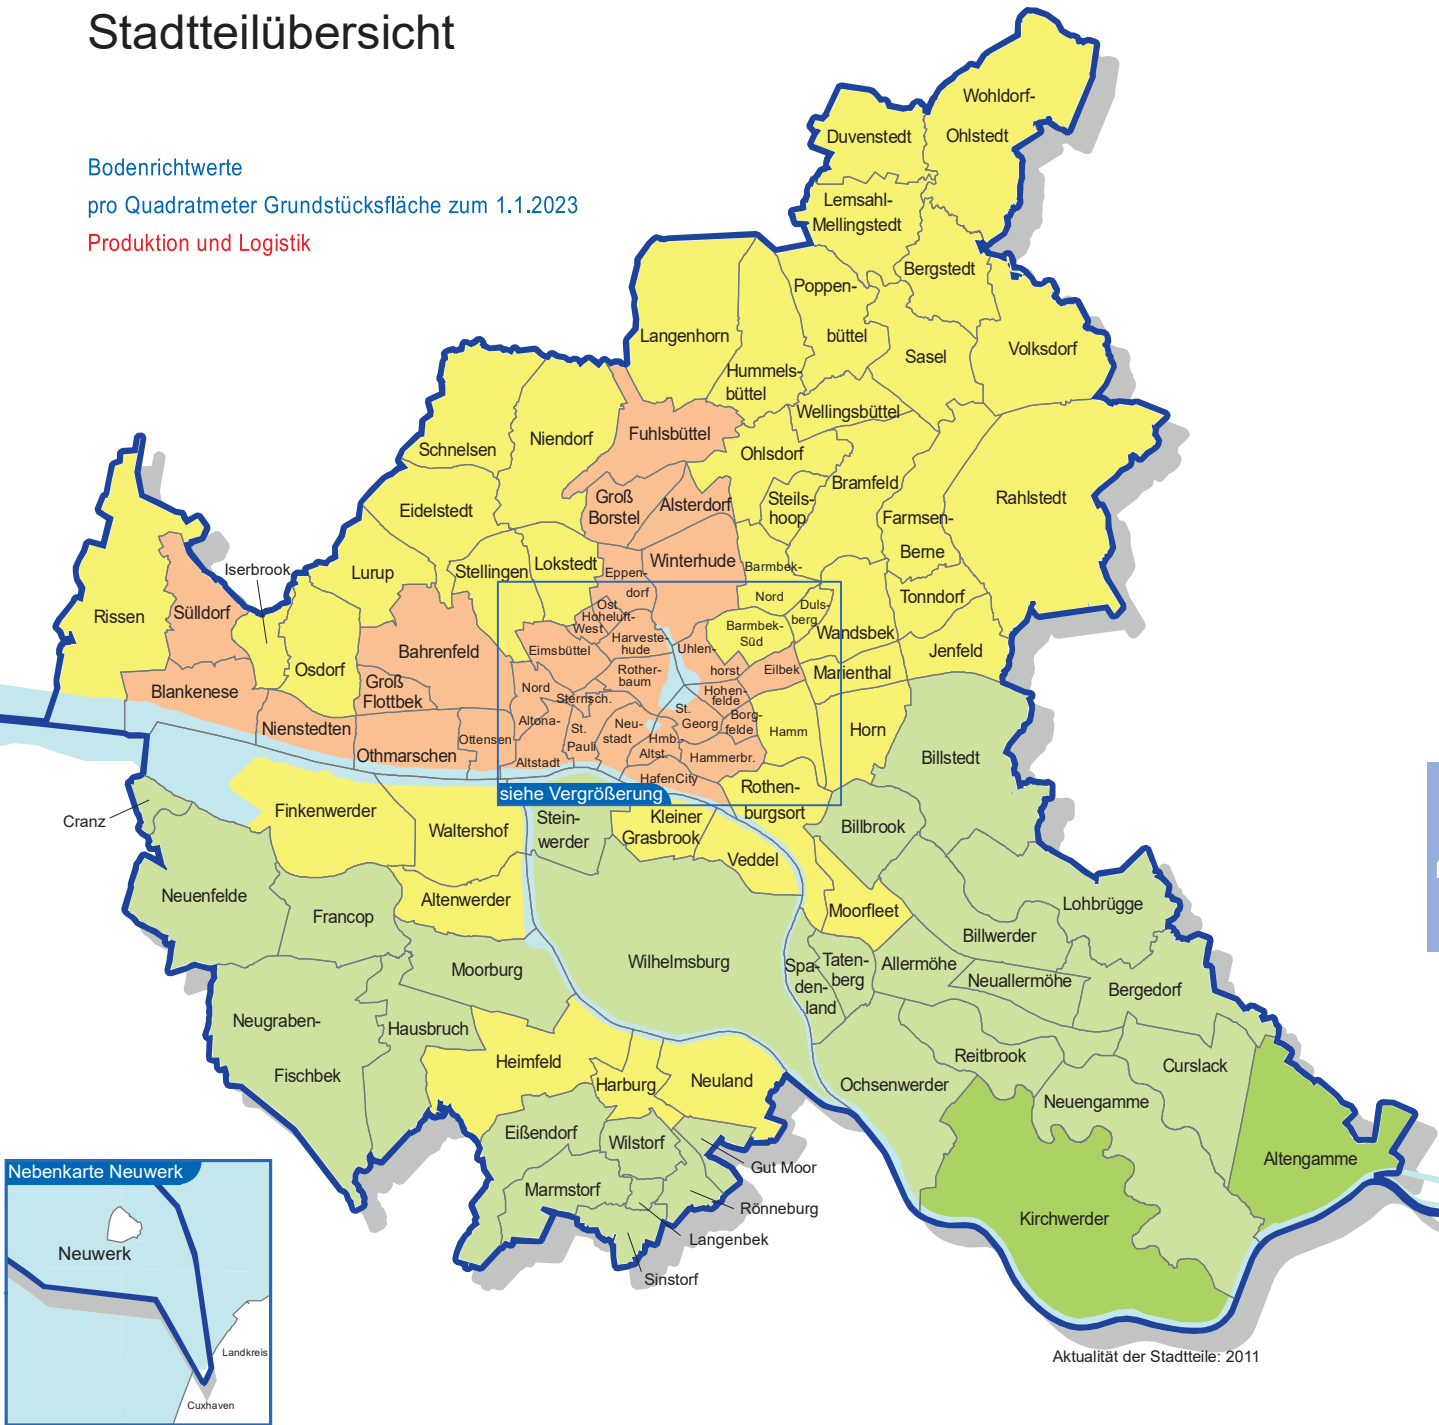 Stadtteilübersicht
Bodenrichtwerte
pro Quadratmeter Grundstücksfläche zum 1.1.2023
Produktion und Logistik
Wohldorf-
Ohlstedt
Duvenstedt
Lemsahl-
Mellingstedt
Bergstedt
Poppen-
büttel
Langenhorn
Hummels-
büttel
Sasel
Volksdorf
Wellingsbüttel
Schnelsen
Niendorf
Fuhlsbüttel
Ohlsdorf
Bramfeld
Rahlstedt
Eidelstedt
Groß
Borstel
Alsterdorf
Steils-
hoop
Farmsen-
Berne
Iserbrook
Lurup
Stellingen
Lokstedt
Eppen-
dorf
Winterhude
Barmbek-
Nord
Duls-
berg
Tonndorf
Rissen
Sülldorf
Osdorf
Bahrenfeld
Groß
Flottbek
Ost
Hoheluft-
West
Eimsbüttel
Harveste-
hude
Uhlen-
horst
Barmbek-
Süd
Wandsbek
Jenfeld
Rother-
baum
Eilbek
Marienthal
Blankenese
Nienstedten
Othmarschen
Ottensen
Nord
Altona-
Altstadt
Sternsch.
St.
Pauli
Neu-
stadt
Hmb.-
Altst.
St.
Georg
Hohen-
felde
Borg-
felde
Hamm
Horn
Hammerbr.
HafenCity
Billstedt
siehe Vergrößerung
Rothen-
burgsort
Cranz
Finkenwerder
Waltershof
Stein-
werder
Kleiner
Grasbrook
Veddel
Billbrook
Neuenfelde
Francop
Altenwerder
Moorfleet
Lohbrügge
Billwerder
Moorburg
Wilhelmsburg
Spa-
den-
land
Taten-
berg
Allermöhe
Neuallermöhe
Bergedorf
Neugraben-
Fischbek
Hausbruch
Heimfeld
Harburg
Neuland
Ochsenwerder
Reitbrook
Curslack
Neuengamme
Eißendorf
Wilstorf
Gut Moor
Marmstorf
Rönneburg
Langenbek
Sinstorf
Kirchwerder
Altengamme
Nebenkarte Neuwerk
Neuwerk
Landkreis
Cuxhaven
Aktualität der Stadtteile: 2011